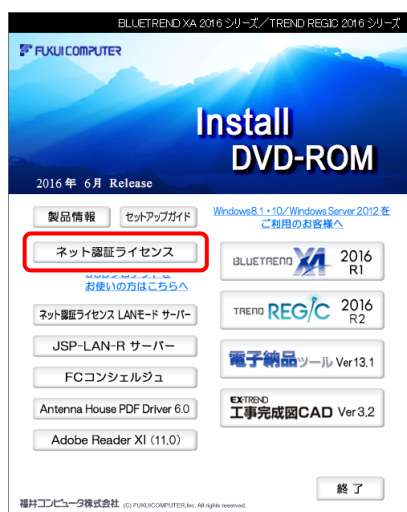 BLUETREND XA 2016 シリーズ／TREND REGIC 2016 シリーズ
FUKUI COMPUTER
Install
DVD-ROM
2016 年 6月 Release
製品情報
セットアップガイド
Windows8.1・10／Windows Server 2012 を
ご利用のお客様へ
ネット認証ライセンス
お使いの方はこちらへ
ネット認証ライセンス LANモード サーバー
JSP-LAN-R サーバー
FCコンシェルジュ
Antenna House PDF Driver 6.0
Adobe Reader XI (11.0)
BLUETREND XA 2016 R1
TREND REGIC 2016 R2
電子納品ツール Ver13.1
EX-TREND
工事完成図CAD Ver3.2
終了
福井コンピュータ株式会社 (C) FUKUICOMPUTER, Inc. All rights reserved.